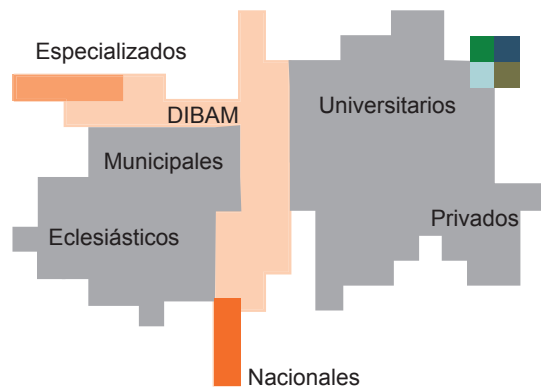 Especializados
Universitarios
DIBAM
Municipales
Privados
Eclesiásticos
Nacionales